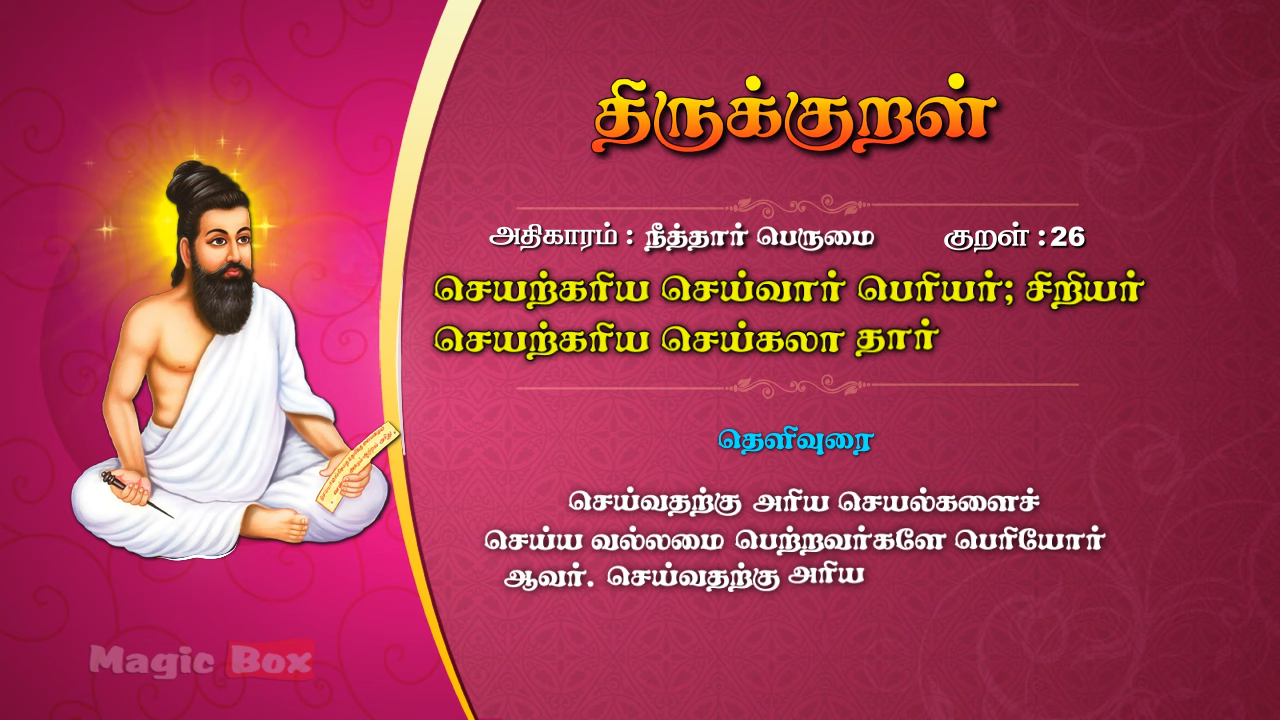 திருக்குறள்
அதிகாரம் : நீத்தார் பெருமை குறள் : 26
செயற்கரிய செய்வார் பெரியர்; சிறியர்
செயற்கரிய செய்கலா தார்
தெளிவுரை
செய்வதற்கு அரிய செயல்களைச்
செய்ய வல்லமை பெற்றவர்களே பெரியோர்
ஆவர். செய்வதற்கு அரிய
Magic Box